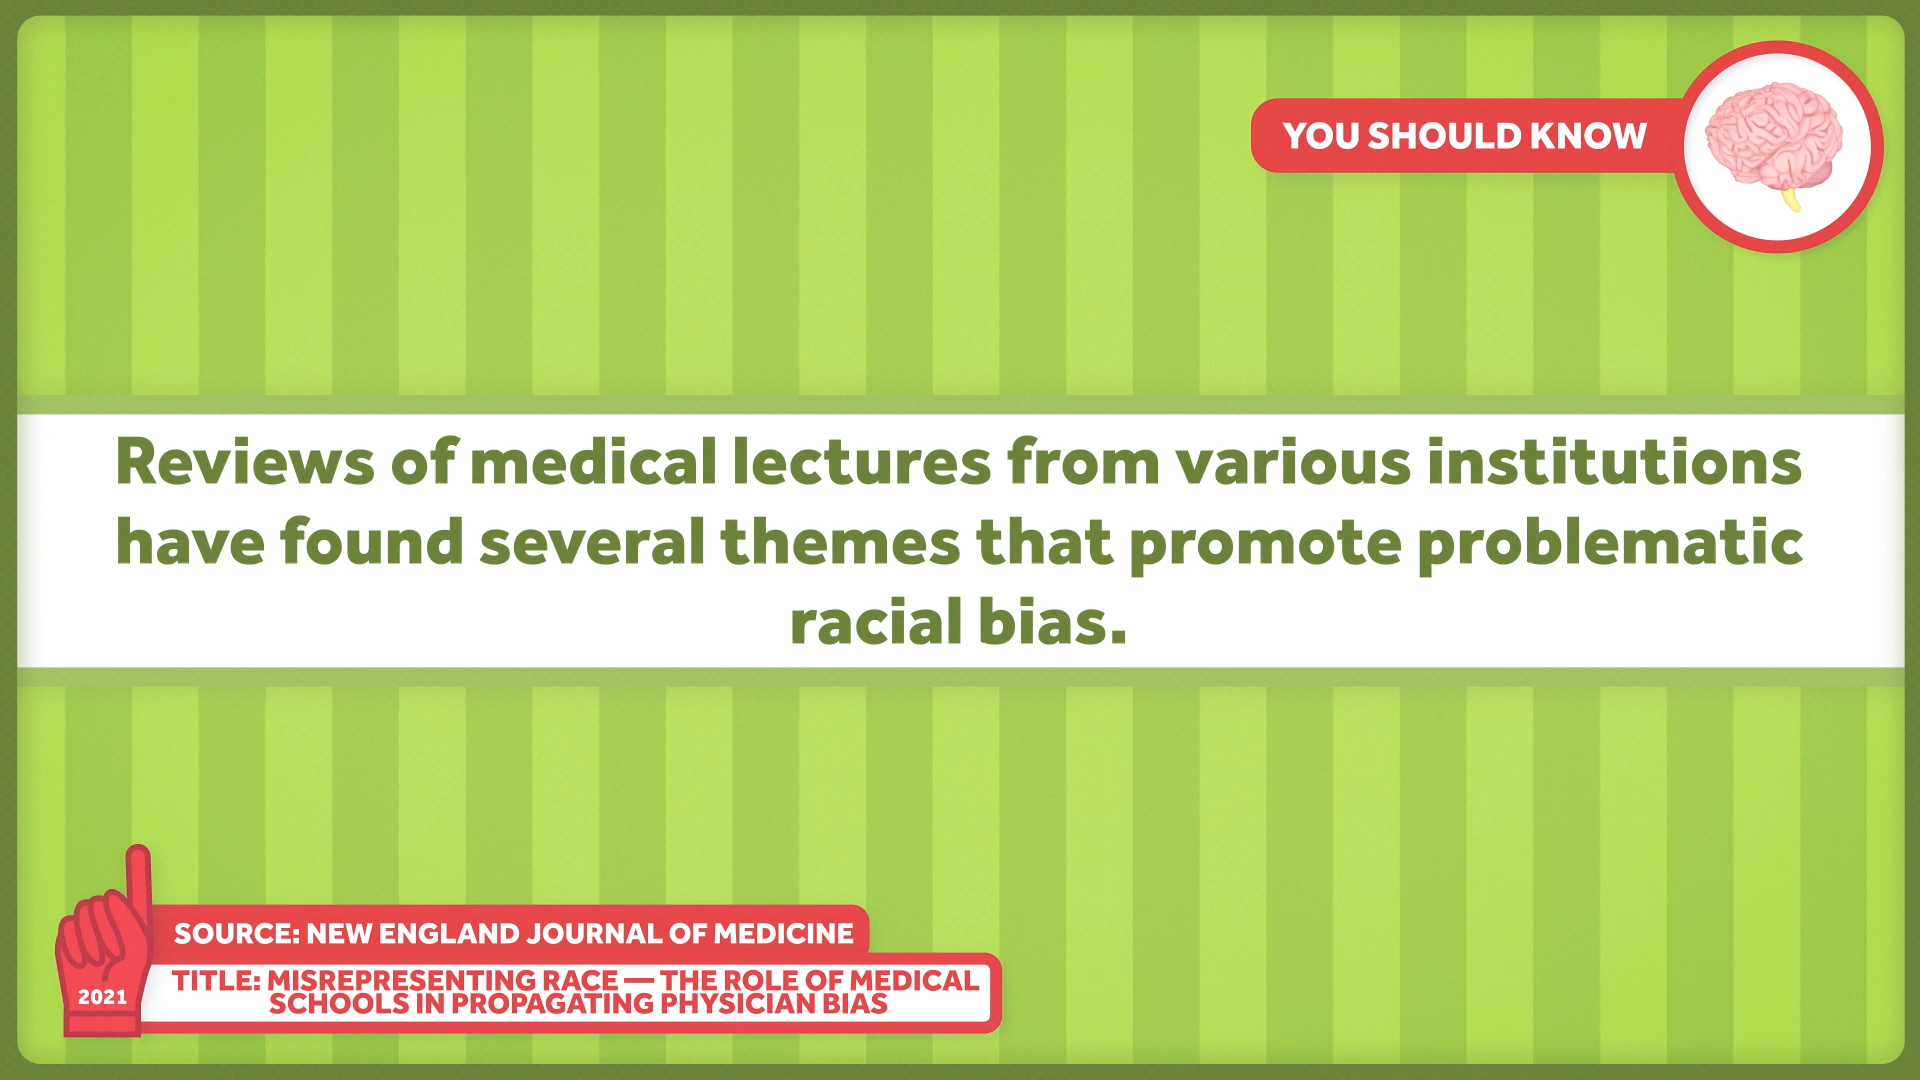 YOU SHOULD KNOW
Reviews of medical lectures from various institutions
have found several themes that promote problematic
racial bias.
SOURCE: NEW ENGLAND JOURNAL OF MEDICINE
TITLE: MISREPRESENTING RACE — THE ROLE OF MEDICAL
SCHOOLS IN PROPAGATING PHYSICIAN BIAS
2021